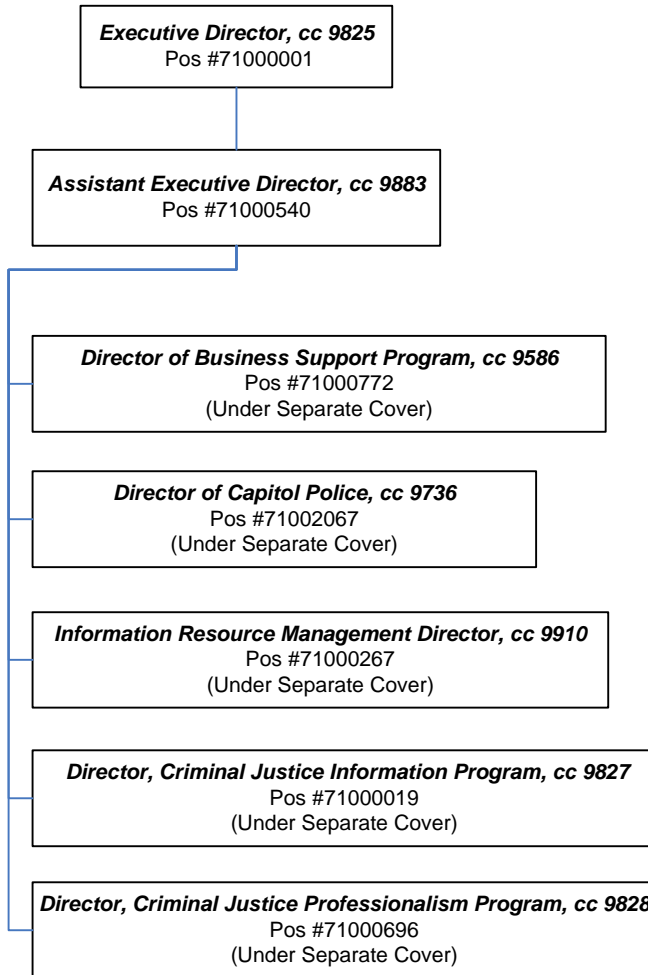 Executive Director, cc 9825
Pos #71000001
Assistant Executive Director, cc 9883
Pos #71000540
Director of Business Support Program, cc 9586
Pos #71000772
(Under Separate Cover)
Director of Capitol Police, cc 9736
Pos #71002067
(Under Separate Cover)
Information Resource Management Director, cc 9910
Pos #71000267
(Under Separate Cover)
Director, Criminal Justice Information Program, cc 9827
Pos #71000019
(Under Separate Cover)
Director, Criminal Justice Professionalism Program, cc 9828
Pos #71000696
(Under Separate Cover)